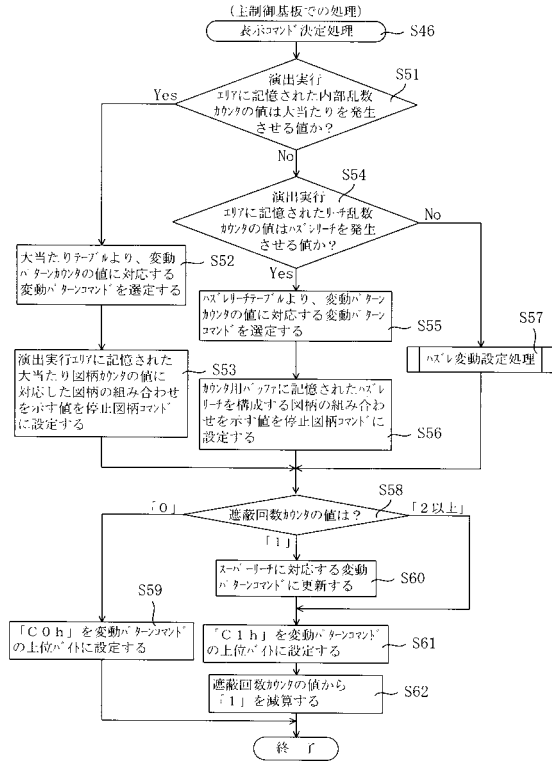 (主制御基板での処理)
表示コマンド決定処理
S46
演出実行
エリアに記憶された内部乱数
カウンタの値は大当たりを発生
させる値か?
S51
Yes
No
演出実行
エリアに記憶されたリーチ乱数
カウンタの値はハズレリーチを発生
させる値か?
S54
No
Yes
大当たりテーブルより、変動
パターンカウンタの値に対応する
変動パターンコマンドを選定する
S52
ハズレリーチテーブルより、変動パターン
カウンタの値に対応する変動パターン
コマンドを選定する
S55
S57
ハズレ変動設定処理
演出実行エリアに記憶された
大当たり図柄カウンタの値に
対応した図柄の組み合わせ
を示す値を停止図柄コマンド
に設定する
S53
カウンタ用バッファに記憶されたハズレ
リーチを構成する図柄の組み合わ
せを示す値を停止図柄コマンドに
設定する
S56
S58
遮蔽回数カウンタの値は?
「0」
「2以上」
「1」
スーパーリーチに対応する変動
パターンコマンドに更新する
S60
S59
「C0h」を変動パターンコマンド
の上位バイトに設定する
「C1h」を変動パターンコマンド
の上位バイトに設定する
S61
遮蔽回数カウンタの値から
「1」を減算する
S62
終了